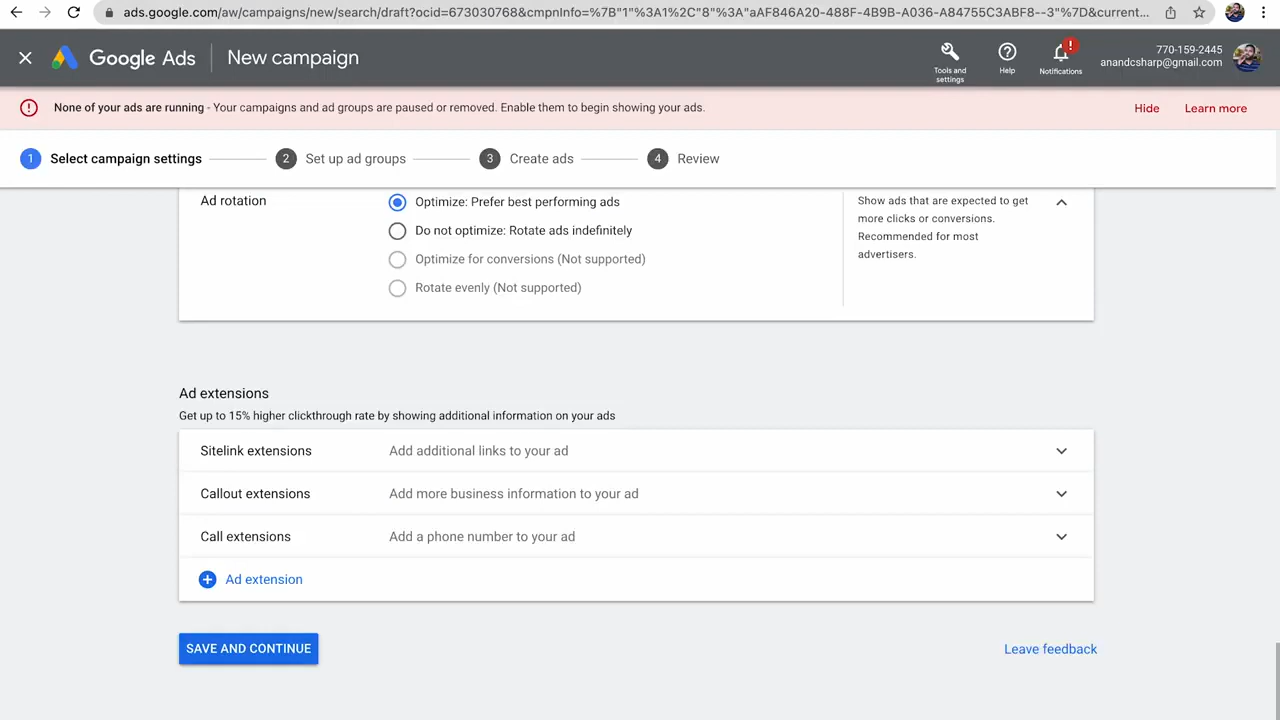 ads.google.com/aw/campaigns/new/search/draft?ocid=673030768&cmpnInfo=%7B"1"%3A1%2C"8"%3A"aAF846A20-488F-4B9B-A036-A84755C3ABF8--3"%7D&current...
Google Ads
New campaign
Tools and settings
Help
!
Notifications
770-159-2445
anandcsharp@gmail.com
None of your ads are running - Your campaigns and ad groups are paused or removed. Enable them to begin showing your ads.
Hide
Learn more
1 Select campaign settings
2 Set up ad groups
3 Create ads
4 Review
Ad rotation
Optimize: Prefer best performing ads
Do not optimize: Rotate ads indefinitely
Optimize for conversions (Not supported)
Rotate evenly (Not supported)
Show ads that are expected to get
more clicks or conversions.
Recommended for most
advertisers.
Ad extensions
Get up to 15% higher clickthrough rate by showing additional information on your ads
Sitelink extensions
Add additional links to your ad
Callout extensions
Add more business information to your ad
Call extensions
Add a phone number to your ad
Ad extension
SAVE AND CONTINUE
Leave feedback